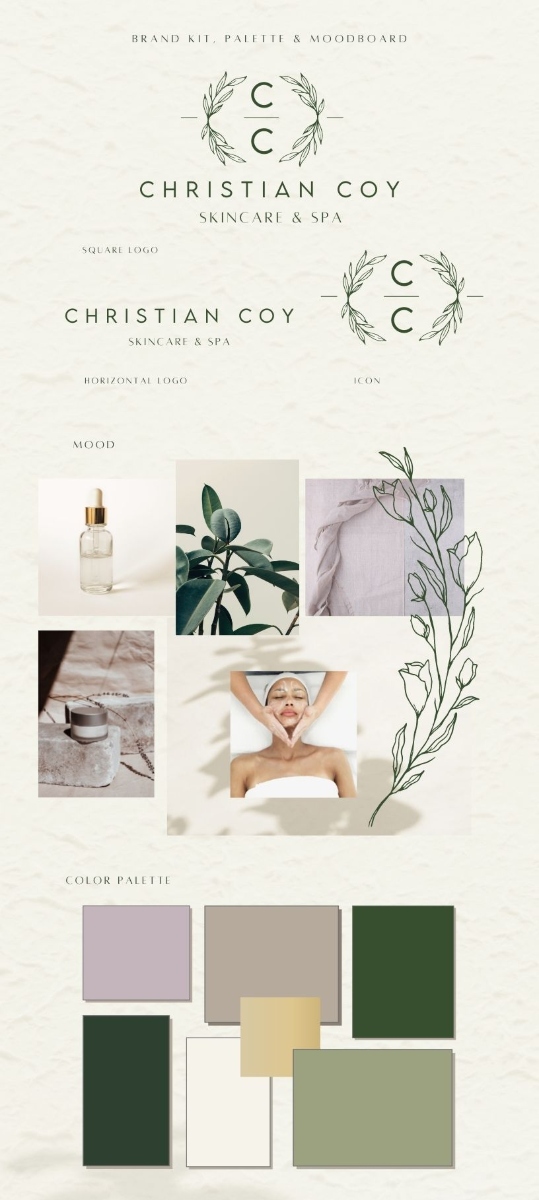 BRAND KIT, PALETTE & MOODBOARD
C
C
CHRISTIAN COY
SKINCARE & SPA
SQUARE LOGO
CHRISTIAN COY
SKINCARE & SPA
C
C
HORIZONTAL LOGO
ICON
MOOD
COLOR PALETTE